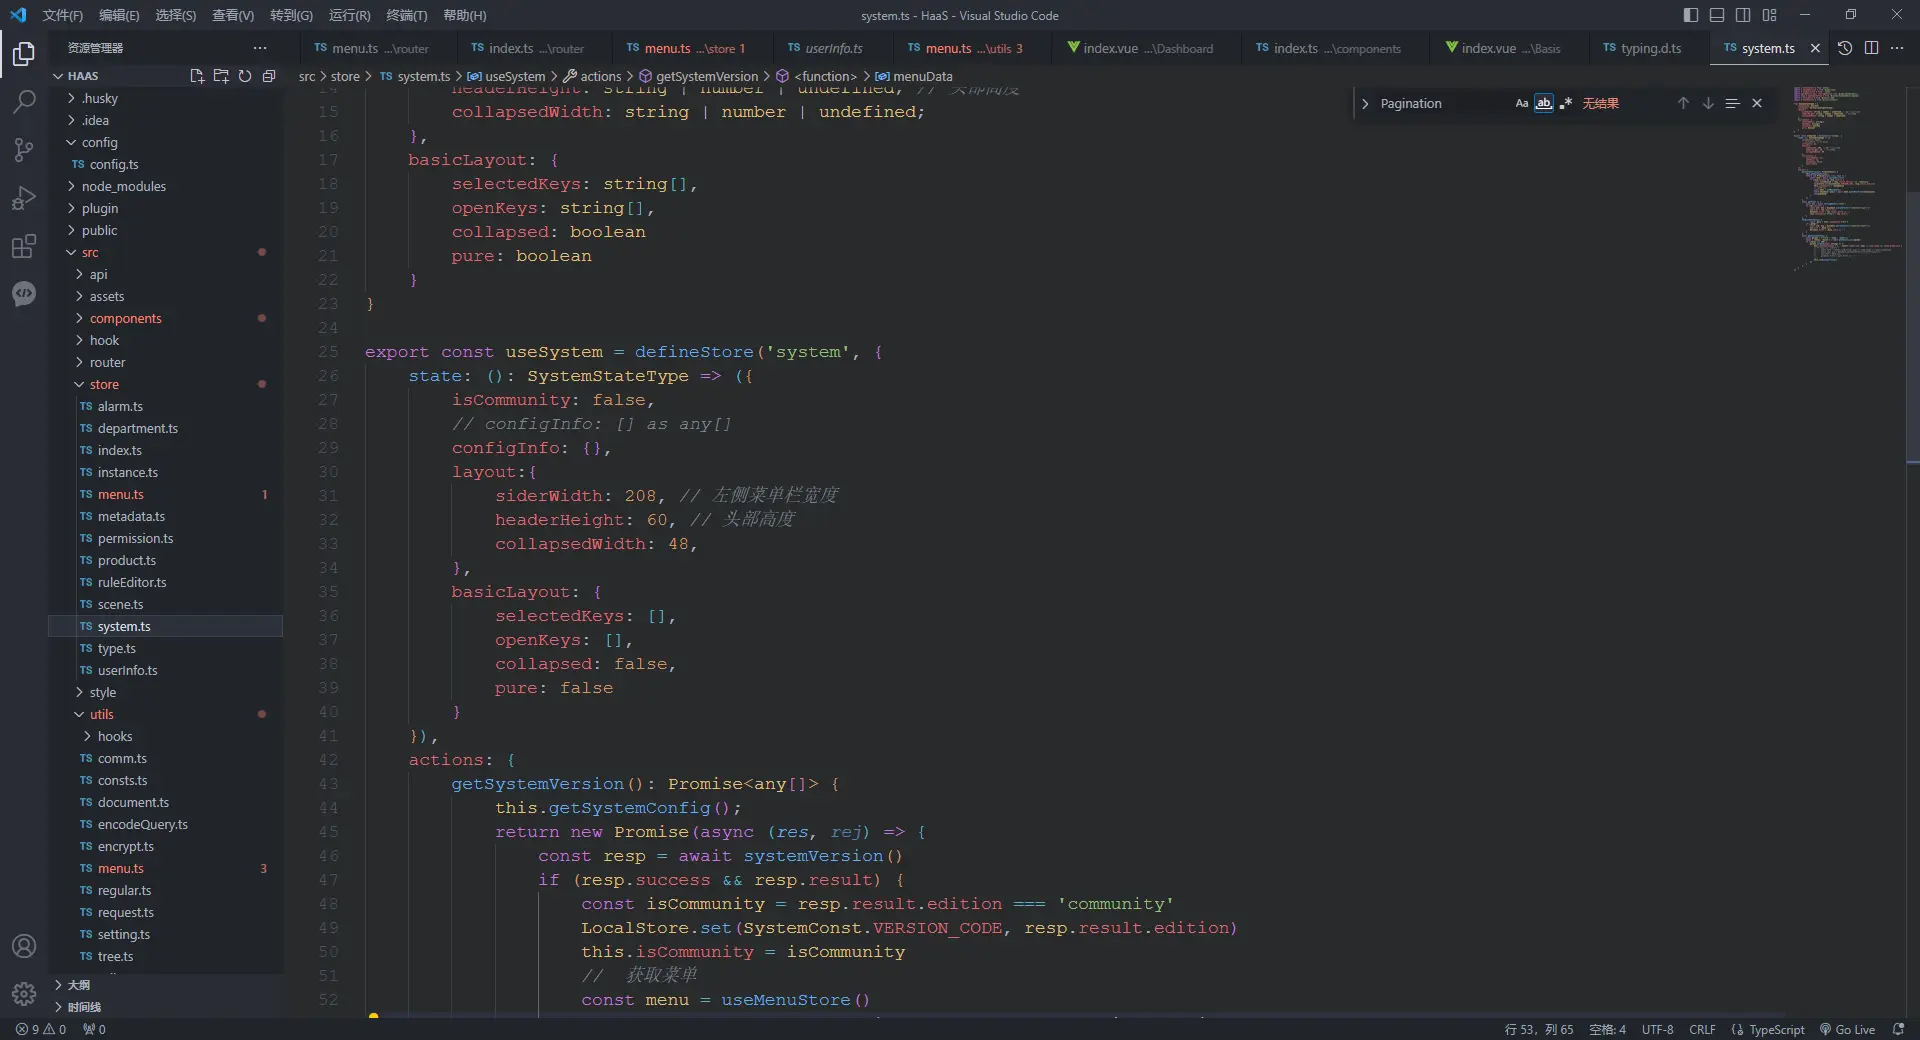 文件(F) 编辑(E) 选择(S) 查看(V) 转到(G) 运行(R) 终端(T) 帮助(H)
system.ts - HaaS - Visual Studio Code
资源管理器
TS menu.ts ...\router
TS index.ts ...\router
TS menu.ts ...\store 1
TS userInfo.ts
TS menu.ts ...\utils 3
index.vue ...\Dashboard
TS index.ts ...\components
index.vue ...\Basis
TS typing.d.ts
TS system.ts
HAAS
.husky
.idea
config
TS config.ts
node_modules
plugin
public
src
api
assets
components
hook
router
store
TS alarm.ts
TS department.ts
TS index.ts
TS instance.ts
TS menu.ts 1
TS metadata.ts
TS permission.ts
TS product.ts
TS ruleEditor.ts
TS scene.ts
TS system.ts
TS type.ts
TS userInfo.ts
style
utils
hooks
TS comm.ts
TS consts.ts
TS document.ts
TS encodeQuery.ts
TS encrypt.ts
TS menu.ts 3
TS regular.ts
TS request.ts
TS setting.ts
TS tree.ts
大纲
时间线
src > store > TS system.ts > useSystem > actions > getSystemVersion > <function> > menuData
Pagination Aa ab .* 无结果
14 headerHeight: string | number | undefined; // 头部高度
15 collapsedWidth: string | number | undefined;
16 },
17 basicLayout: {
18 selectedKeys: string[],
19 openKeys: string[],
20 collapsed: boolean
21 pure: boolean
22 }
23 }
24
25 export const useSystem = defineStore('system', {
26 state: (): SystemStateType => ({
27 isCommunity: false,
28 // configInfo: [] as any[]
29 configInfo: {},
30 layout:{
31 siderWidth: 208, // 左侧菜单栏宽度
32 headerHeight: 60, // 头部高度
33 collapsedWidth: 48,
34 },
35 basicLayout: {
36 selectedKeys: [],
37 openKeys: [],
38 collapsed: false,
39 pure: false
40 }
41 }),
42 actions: {
43 getSystemVersion(): Promise<any[]> {
44 this.getSystemConfig();
45 return new Promise(async (res, rej) => {
46 const resp = await systemVersion()
47 if (resp.success && resp.result) {
48 const isCommunity = resp.result.edition === 'community'
49 LocalStore.set(SystemConst.VERSION_CODE, resp.result.edition)
50 this.isCommunity = isCommunity
51 // 获取菜单
52 const menu = useMenuStore()
9 0 0
行 53，列 65 空格: 4 UTF-8 CRLF TypeScript Go Live